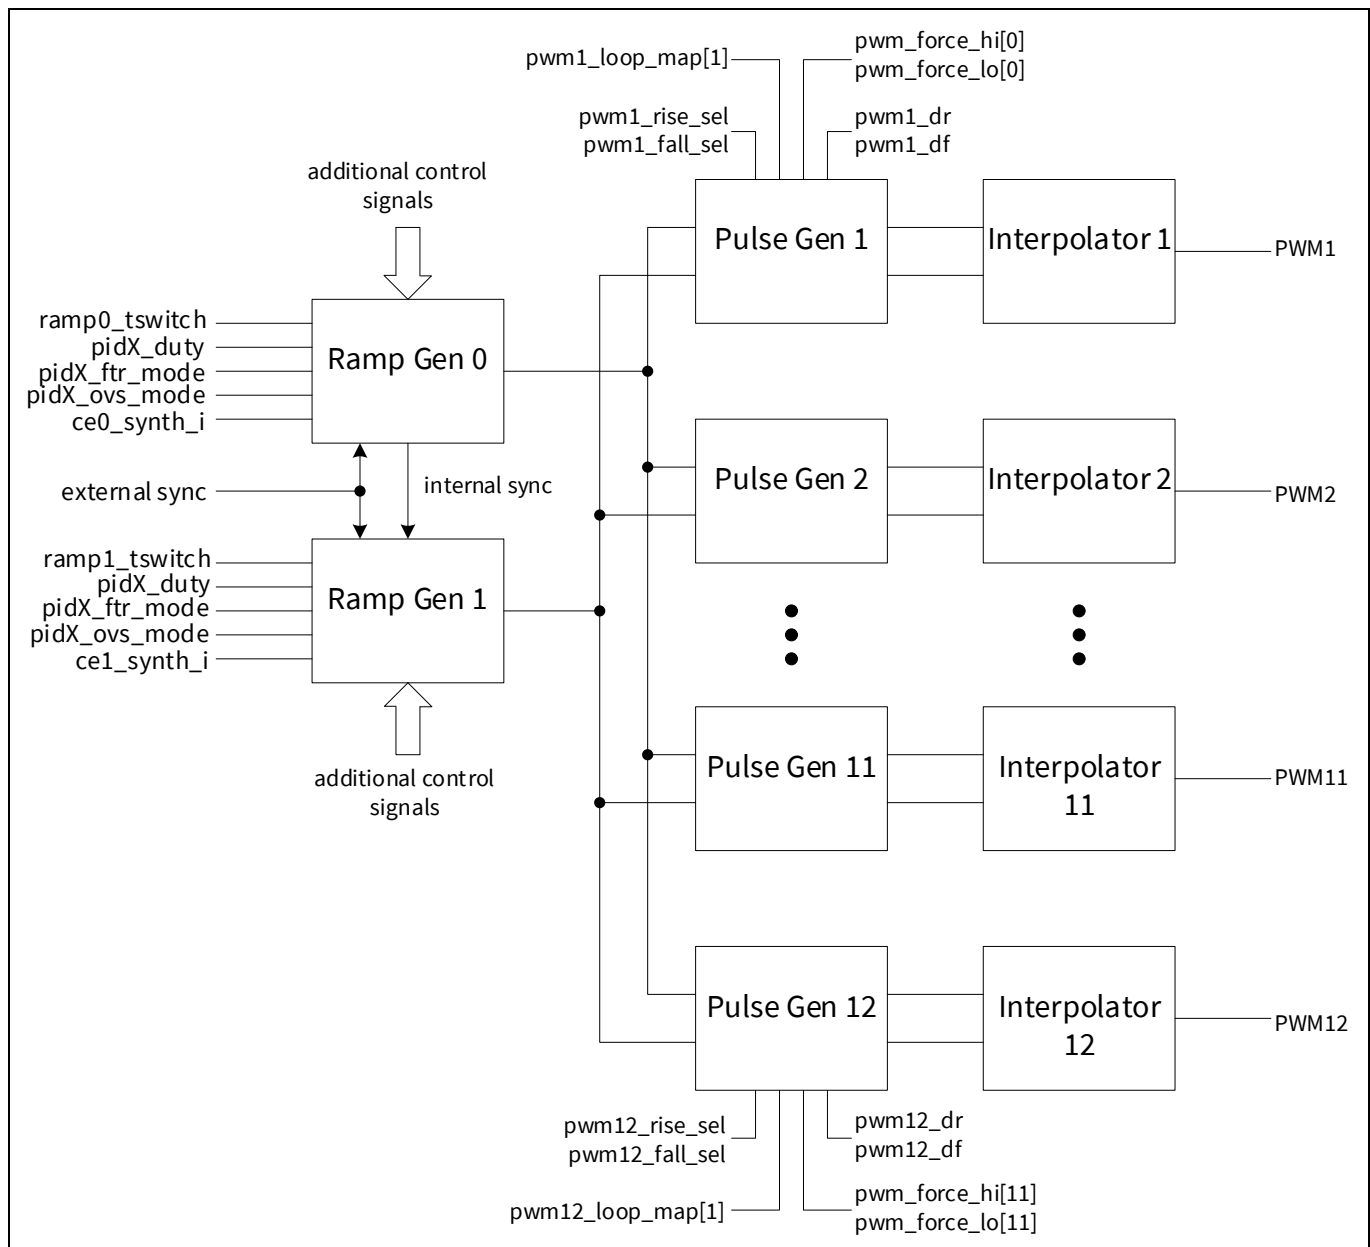 pwm1_loop_map[1]
pwm_force_hi[0]
pwm_force_lo[0]
pwm1_rise_sel
pwm1_fall_sel
pwm1_dr
pwm1_df
additional control
signals
Pulse Gen 1
Interpolator 1
PWM1
ramp0_tswitch
pidX_duty
pidX_ftr_mode
pidX_ovs_mode
ce0_synth_i
Ramp Gen 0
external sync
internal sync
Pulse Gen 2
Interpolator 2
PWM2
ramp1_tswitch
pidX_duty
pidX_ftr_mode
pidX_ovs_mode
ce1_synth_i
Ramp Gen 1
additional control
signals
Pulse Gen 11
Interpolator
11
PWM11
Pulse Gen 12
Interpolator
12
PWM12
pwm12_rise_sel
pwm12_fall_sel
pwm12_dr
pwm12_df
pwm12_loop_map[1]
pwm_force_hi[11]
pwm_force_lo[11]